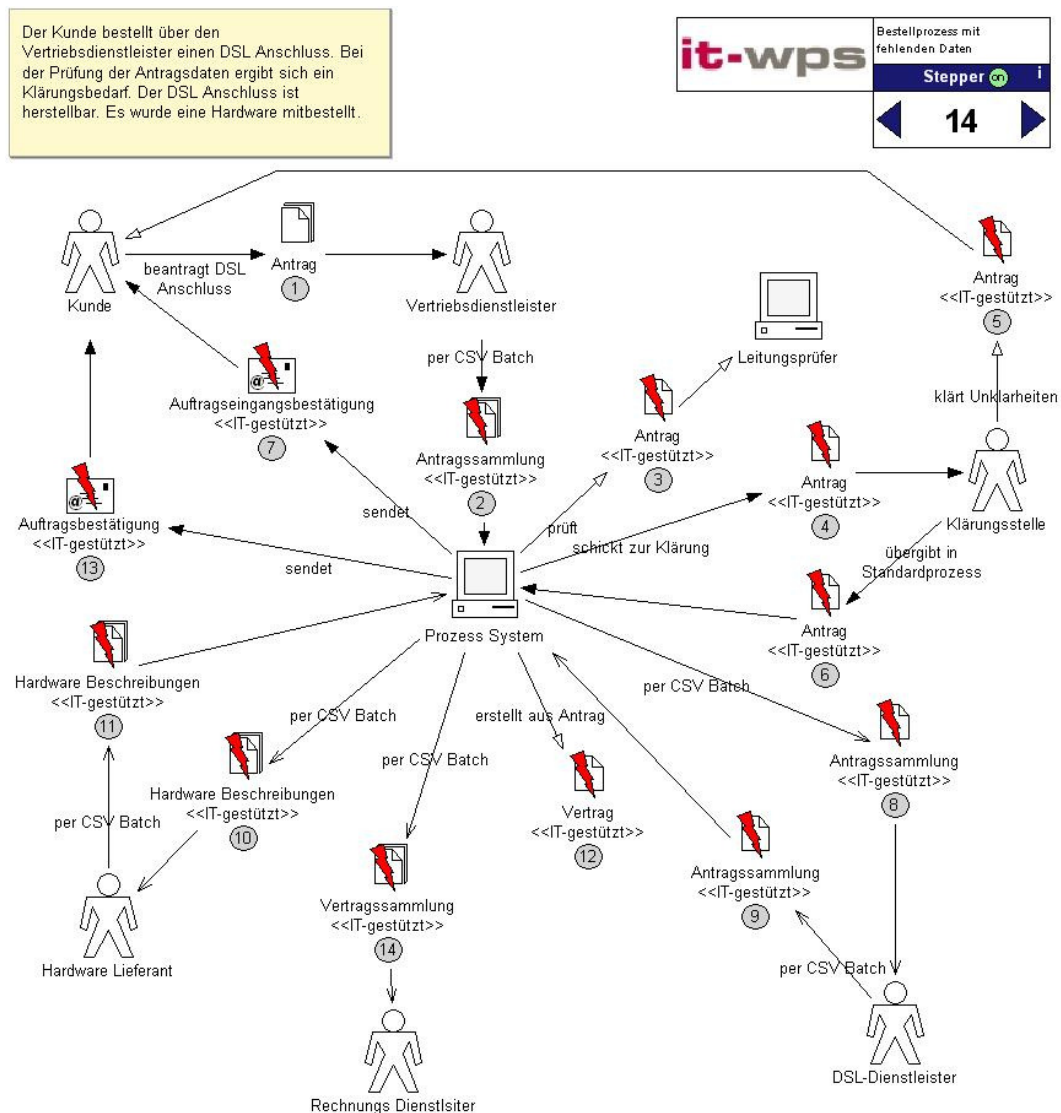 Der Kunde bestellt über den
Vertriebsdienstleister einen DSL Anschluss. Bei
der Prüfung der Antragsdaten ergibt sich ein
Klärungsbedarf. Der DSL Anschluss ist
herstellbar. Es wurde eine Hardware mitbestellt.
it-wps
Bestellprozess mit
fehlenden Daten
Stepper on i
14
Kunde
beantragt DSL
Anschluss
Antrag
1
Vertriebsdienstleister
per CSV Batch
Antragssammlung
<<IT-gestützt>>
2
Leitungsprüfer
Antrag
<<IT-gestützt>>
3
prüft
Antrag
<<IT-gestützt>>
4
schickt zur Klärung
Antrag
<<IT-gestützt>>
5
klärt Unklarheiten
Klärungsstelle
übergibt in
Standardprozess
Antrag
<<IT-gestützt>>
6
@
Auftragseingangsbestätigung
<<IT-gestützt>>
7
sendet
@
Auftragsbestätigung
<<IT-gestützt>>
13
sendet
Prozess System
Hardware Beschreibungen
<<IT-gestützt>>
11
per CSV Batch
Hardware Lieferant
per CSV Batch
Hardware Beschreibungen
<<IT-gestützt>>
10
per CSV Batch
Vertragssammlung
<<IT-gestützt>>
14
Rechnungs Dienstlsiter
erstellt aus Antrag
Vertrag
<<IT-gestützt>>
12
per CSV Batch
Antragssammlung
<<IT-gestützt>>
8
Antragssammlung
<<IT-gestützt>>
9
per CSV Batch
DSL-Dienstleister